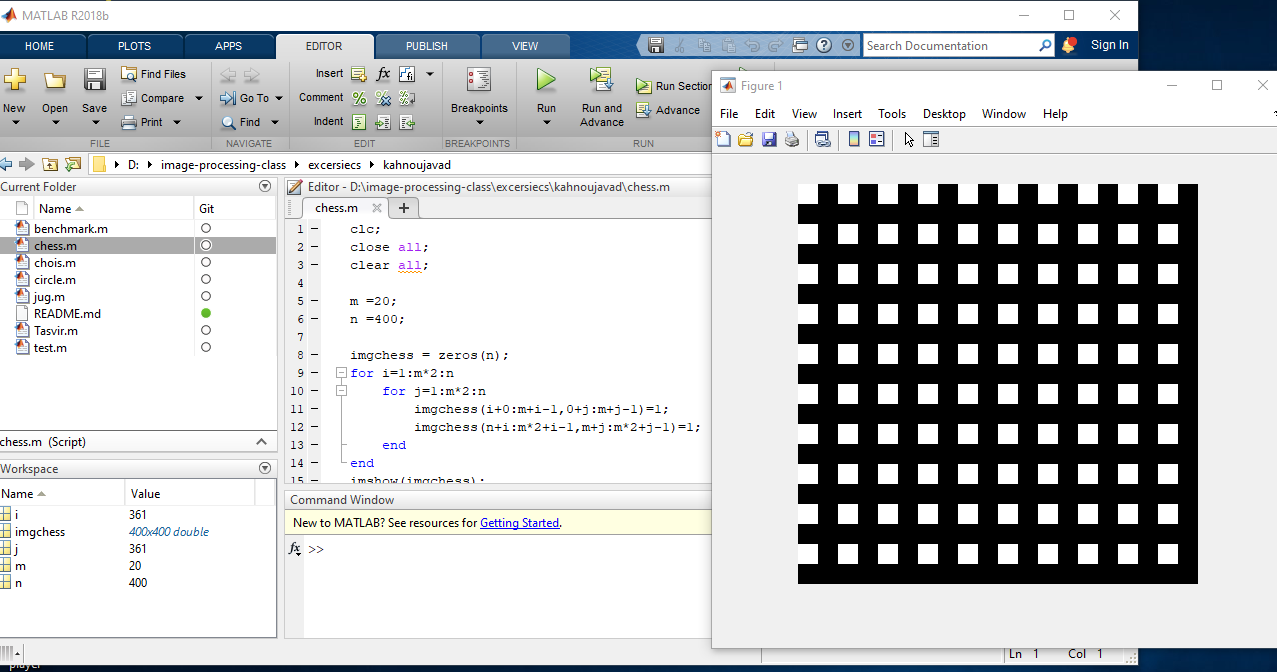 MATLAB R2018b
HOME PLOTS APPS EDITOR PUBLISH VIEW Search Documentation Sign In
New Open Save Find Files Compare Print Go To Find Insert Comment Indent fx Breakpoints Run Run and Advance Run Section Advance
FILE NAVIGATE EDIT BREAKPOINTS RUN
D: image-processing-class excersiecs kahnoujavad
Current Folder
Name Git
benchmark.m
chess.m
chois.m
circle.m
jug.m
README.md
Tasvir.m
test.m
chess.m (Script)
Workspace
Name Value
i 361
imgchess 400x400 double
j 361
m 20
n 400
Editor - D:\image-processing-class\excersiecs\kahnoujavad\chess.m
chess.m
1 clc;
2 close all;
3 clear all;
4
5 m =20;
6 n =400;
7
8 imgchess = zeros(n);
9 for i=1:m*2:n
10 for j=1:m*2:n
11 imgchess(i+0:m+i-1,0+j:m+j-1)=1;
12 imgchess(n+i:m*2+i-1,m+j:m*2+j-1)=1;
13 end
14 end
15 imshow(imgchess);
Command Window
New to MATLAB? See resources for Getting Started.
fx >>
Figure 1
File Edit View Insert Tools Desktop Window Help
Ln 1 Col 1
player